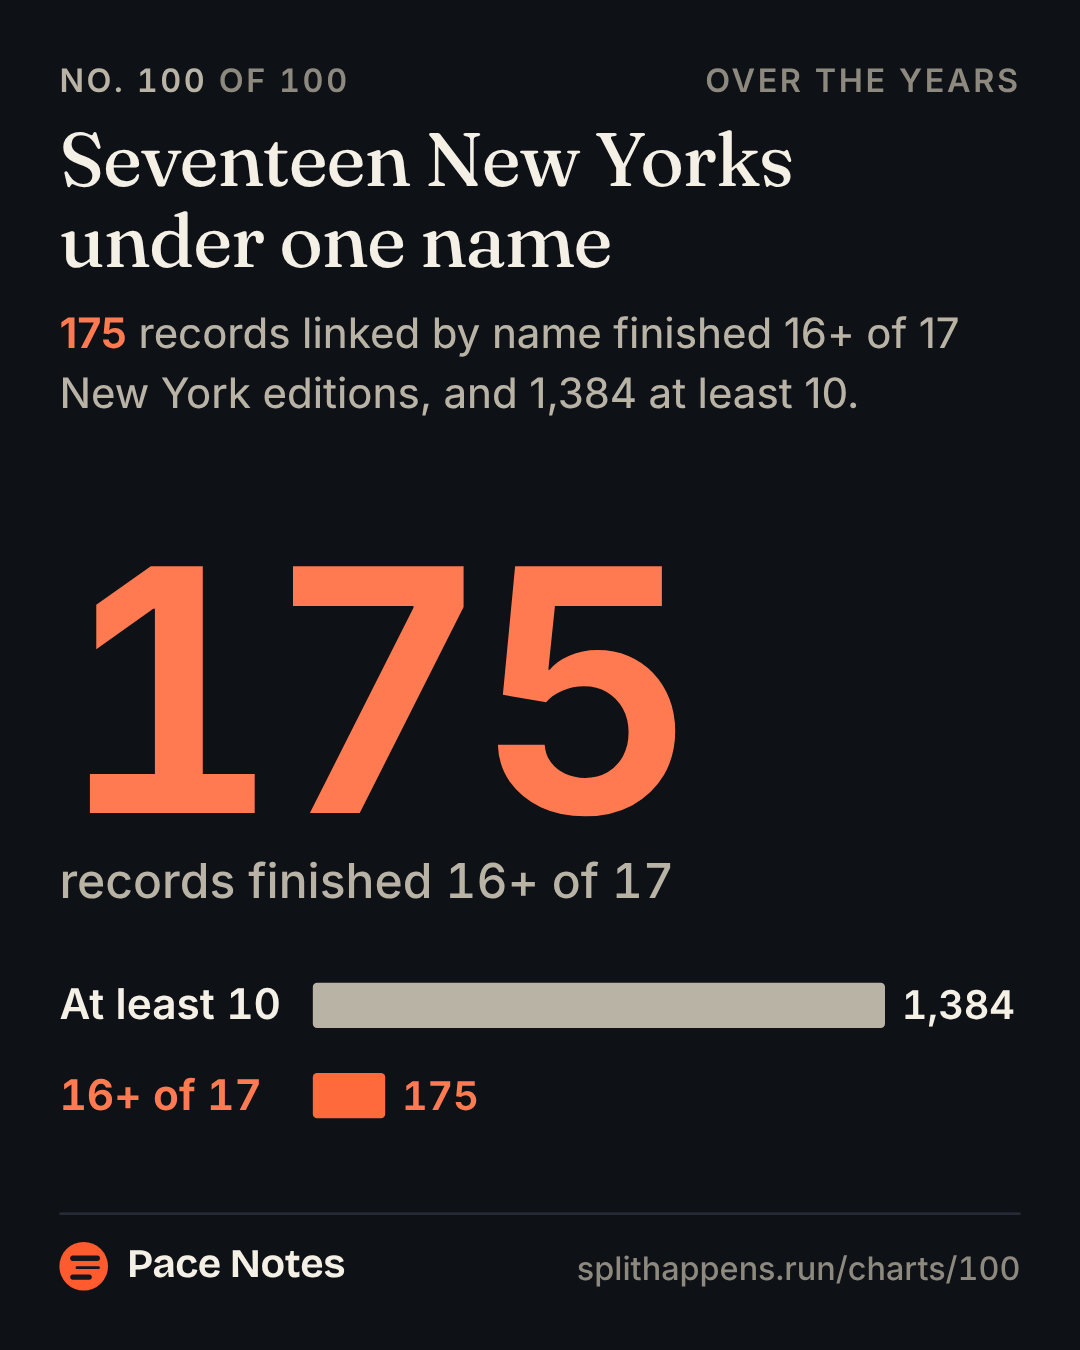 NO. 100 OF 100
OVER THE YEARS
Seventeen New Yorks
under one name
175 records linked by name finished 16+ of 17
New York editions, and 1,384 at least 10.
175
records finished 16+ of 17
At least 10 1,384
16+ of 17 175
Pace Notes
splithappens.run/charts/100